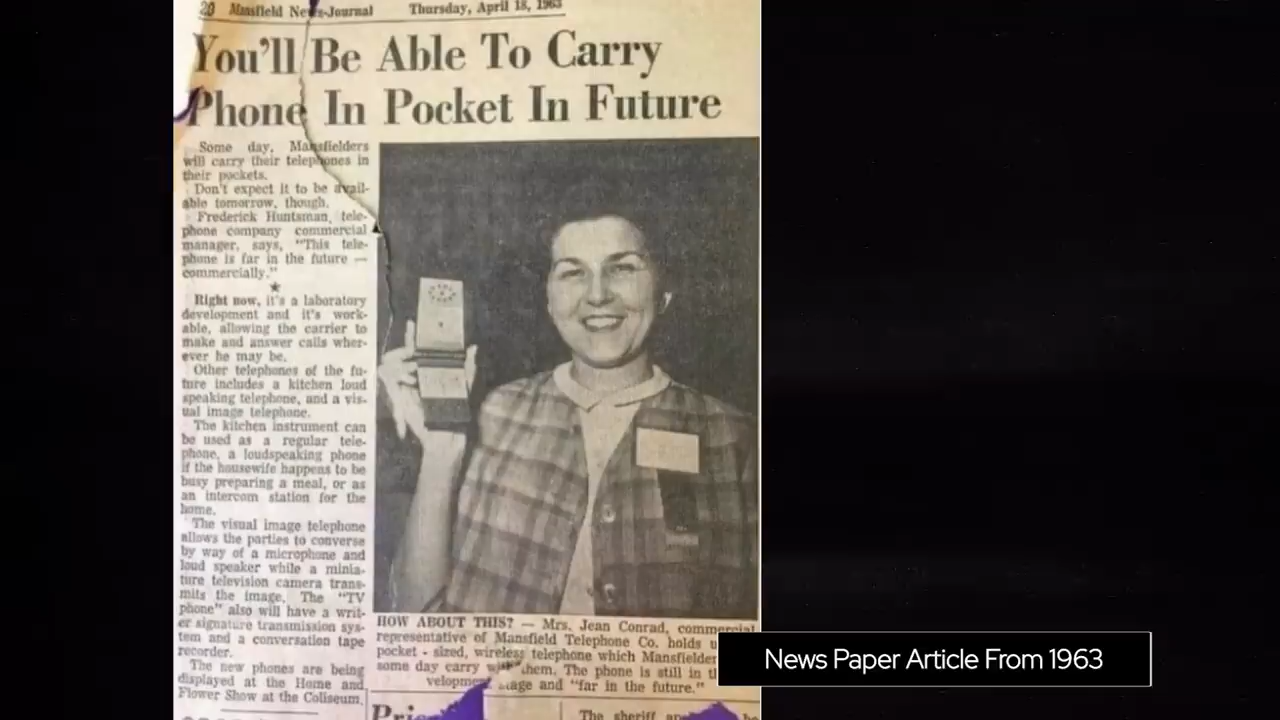 20 Mansfield News-Journal Thursday, April 18, 1963
You'll Be Able To Carry
Phone In Pocket In Future
Some day, Mansfielders
will carry their telephones in
their pockets.
Don't expect it to be avail-
able tomorrow, though.
Frederick Huntsman, tele-
phone company commercial
manager, says, "This tele-
phone is far in the future —
commercially."
★
Right now, it's a laboratory
development and it's work-
able, allowing the carrier to
make and answer calls wher-
ever he may be.
Other telephones of the fu-
ture includes a kitchen loud
speaking telephone, and a vis-
ual image telephone.
The kitchen instrument can
be used as a regular tele-
phone, a loudspeaking phone
if the housewife happens to be
busy preparing a meal, or as
an intercom station for the
home.
The visual image telephone
allows the parties to converse
by way of a microphone and
loud speaker while a minia-
ture television camera trans-
mits the image. The "TV
phone" also will have a writ-
er signature transmission sys-
tem and a conversation tape
recorder.
The new phones are being
displayed at the Home and
Flower Show at the Coliseum.
HOW ABOUT THIS? — Mrs. Jean Conrad, commercial
representative of Mansfield Telephone Co. holds
pocket - sized, wireless telephone which Mansfielder
some day carry them. The phone is still in
velopment stage and "far in the future."
The sheriff
News Paper Article From 1963